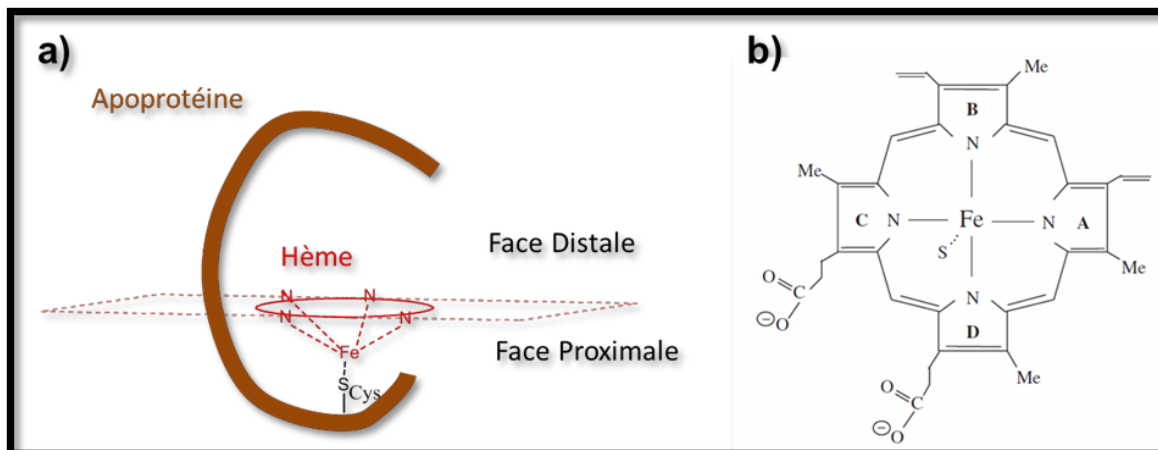 a)
Apoprotéine
Face Distale
Hème
N
N
N
N
Fe
Face Proximale
S
Cys
b)
Me
B
N
Me
C
N
Fe
N
A
S
Me
O
C
⊖O
N
D
Me
O
C
⊖O